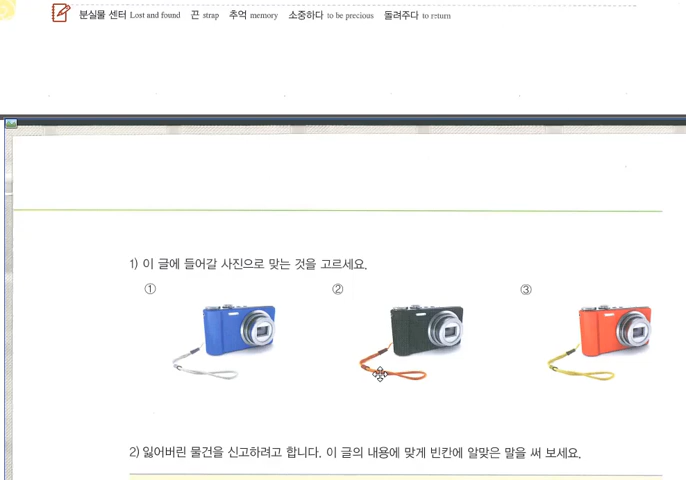 분실물 센터 Lost and found 끈 strap 추억 memory 소중하다 to be precious 돌려주다 to return
1) 이 글에 들어갈 사진으로 맞는 것을 고르세요.
① ② ③
2) 잃어버린 물건을 신고하려고 합니다. 이 글의 내용에 맞게 빈칸에 알맞은 말을 써 보세요.